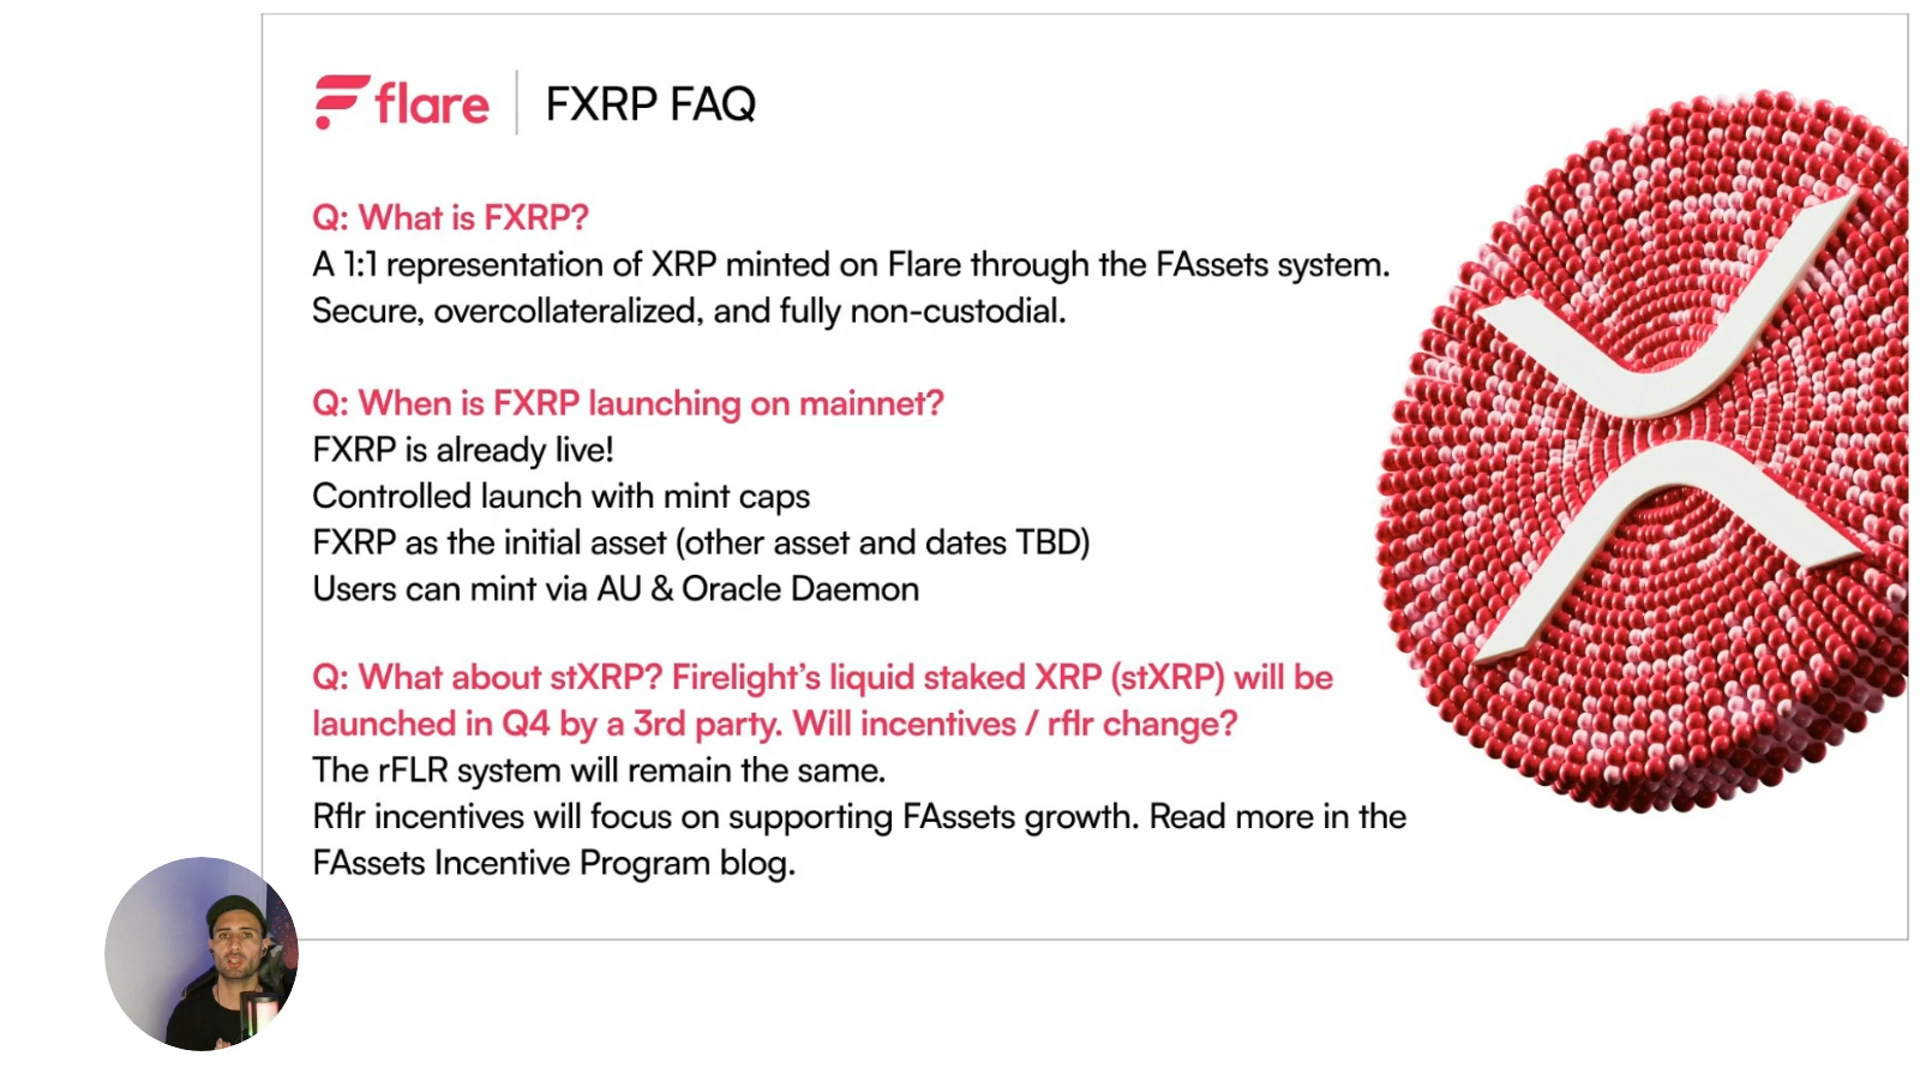 flare
FXRP FAQ
Q: What is FXRP?
A 1:1 representation of XRP minted on Flare through the FAssets system.
Secure, overcollateralized, and fully non-custodial.
Q: When is FXRP launching on mainnet?
FXRP is already live!
Controlled launch with mint caps
FXRP as the initial asset (other asset and dates TBD)
Users can mint via AU & Oracle Daemon
Q: What about stXRP? Firelight’s liquid staked XRP (stXRP) will be
launched in Q4 by a 3rd party. Will incentives / rflr change?
The rFLR system will remain the same.
Rflr incentives will focus on supporting FAssets growth. Read more in the
FAssets Incentive Program blog.